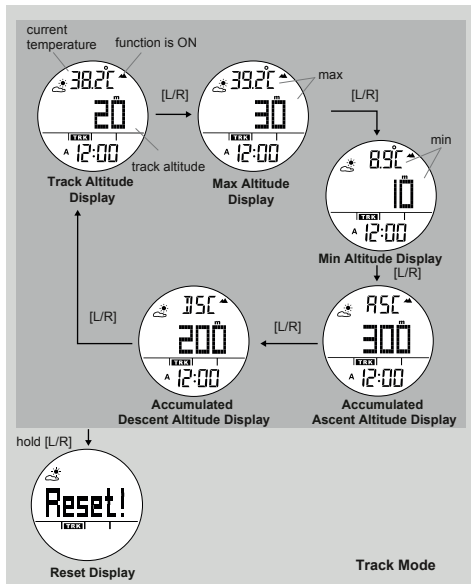 current
temperature
function is ON
38.2°C
20 m
TRK
A 12:00
track altitude
Track Altitude
Display
[L/R]
39.2°C
30 m
TRK
A 12:00
max
Max Altitude
Display
[L/R]
8.9°C
10 m
TRK
A 12:00
min
Min Altitude Display
[L/R]
ASC
300 m
TRK
A 12:00
Accumulated
Ascent Altitude Display
[L/R]
DSC
200 m
TRK
A 12:00
Accumulated
Descent Altitude Display
[L/R]
hold [L/R]
Reset!
TRK
Reset Display
Track Mode